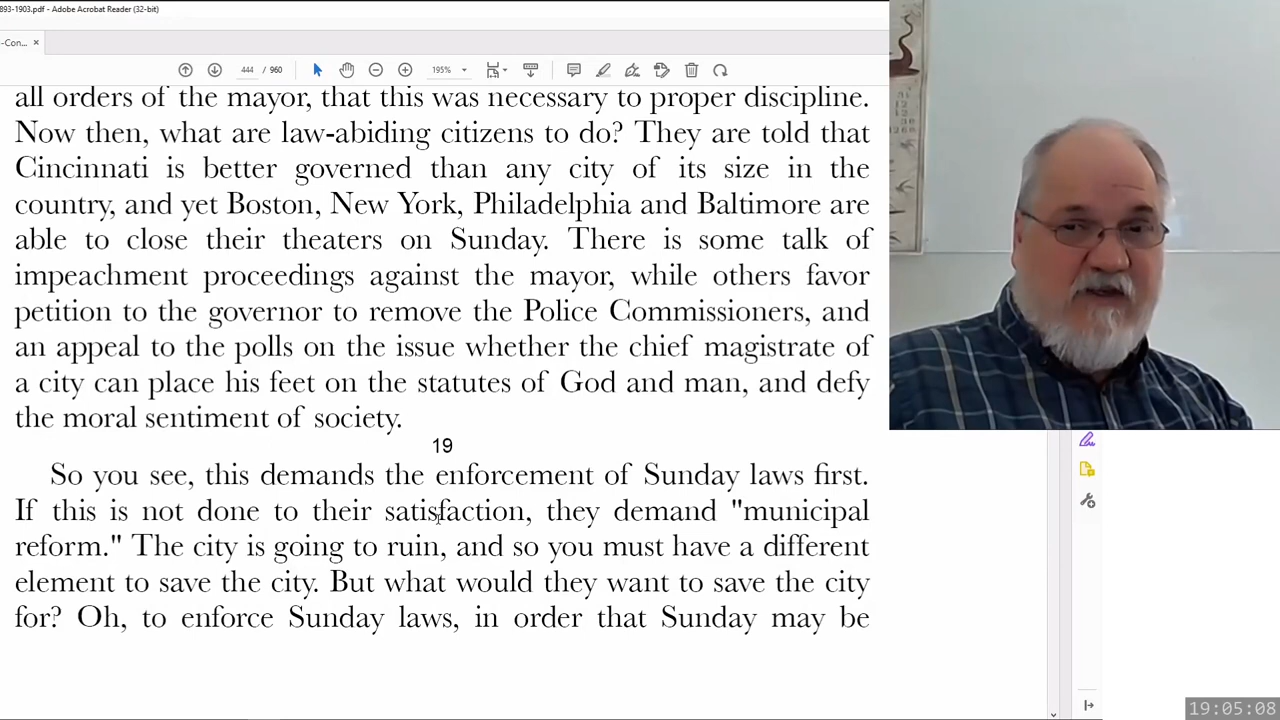 893-1903.pdf - Adobe Acrobat Reader (32-bit)
-Con... ×
444 / 960
195%
all orders of the mayor, that this was necessary to proper discipline.
Now then, what are law-abiding citizens to do? They are told that
Cincinnati is better governed than any city of its size in the
country, and yet Boston, New York, Philadelphia and Baltimore are
able to close their theaters on Sunday. There is some talk of
impeachment proceedings against the mayor, while others favor
petition to the governor to remove the Police Commissioners, and
an appeal to the polls on the issue whether the chief magistrate of
a city can place his feet on the statutes of God and man, and defy
the moral sentiment of society.
19
So you see, this demands the enforcement of Sunday laws first.
If this is not done to their satisfaction, they demand "municipal
reform." The city is going to ruin, and so you must have a different
element to save the city. But what would they want to save the city
for? Oh, to enforce Sunday laws, in order that Sunday may be
19:05:08